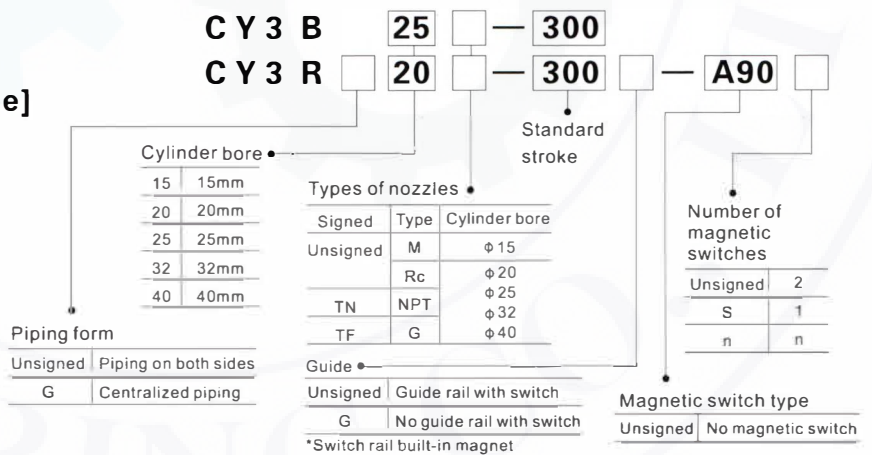 CY3B 25 — 300
CY3R 20 — 300 — A90
e]
Standard
stroke
Cylinder bore
15 15mm
20 20mm
25 25mm
32 32mm
40 40mm
Types of nozzles
Signed Type Cylinder bore
Unsigned M φ15
Rc φ20
φ25
TN NPT φ32
TF G φ40
Number of
magnetic
switches
Unsigned 2
S 1
n n
Piping form
Unsigned Piping on both sides
G Centralized piping
Guide
Unsigned Guide rail with switch
G No guide rail with switch
*Switch rail built-in magnet
Magnetic switch type
Unsigned No magnetic switch